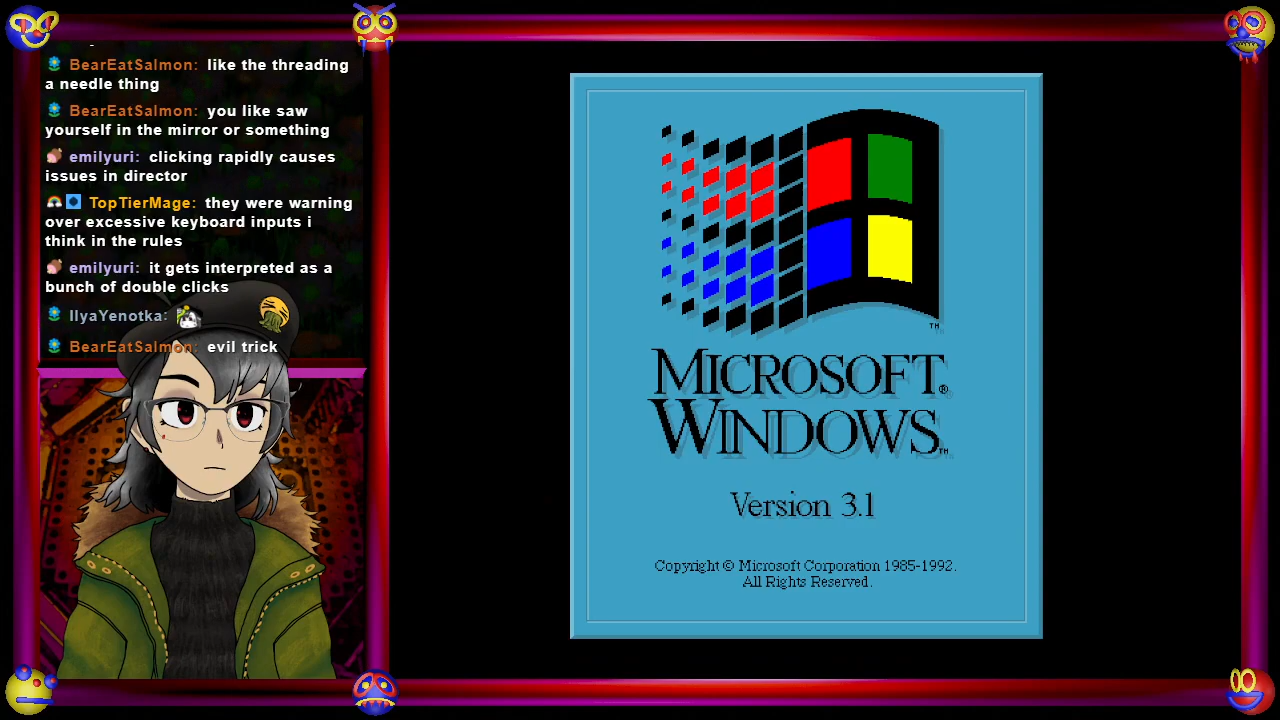 BearEatSalmon: like the threading
a needle thing
BearEatSalmon: you like saw
yourself in the mirror or something
emilyuri: clicking rapidly causes
issues in director
TopTierMage: they were warning
over excessive keyboard inputs i
think in the rules
emilyuri: it gets interpreted as a
bunch of double clicks
IlyaYenotka:
BearEatSalmon: evil trick
TM
MICROSOFT®
WINDOWS™
Version 3.1
Copyright © Microsoft Corporation 1985-1992.
All Rights Reserved.